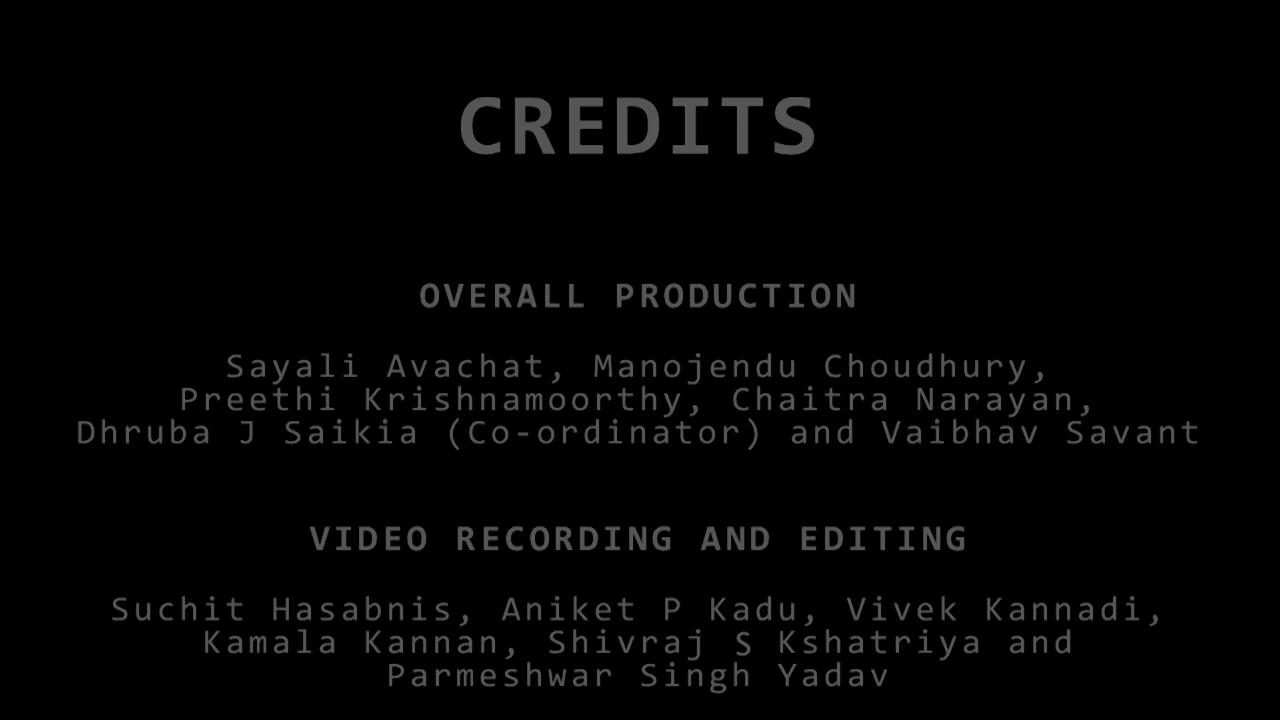 CREDITS
OVERALL PRODUCTION
Sayali Avachat, Manojendu Choudhury,
Preethi Krishnamoorthy, Chaitra Narayan,
Dhruba J Saikia (Co-ordinator) and Vaibhav Savant
VIDEO RECORDING AND EDITING
Suchit Hasabnis, Aniket P Kadu, Vivek Kannadi,
Kamala Kannan, Shivraj S Kshatriya and
Parmeshwar Singh Yadav